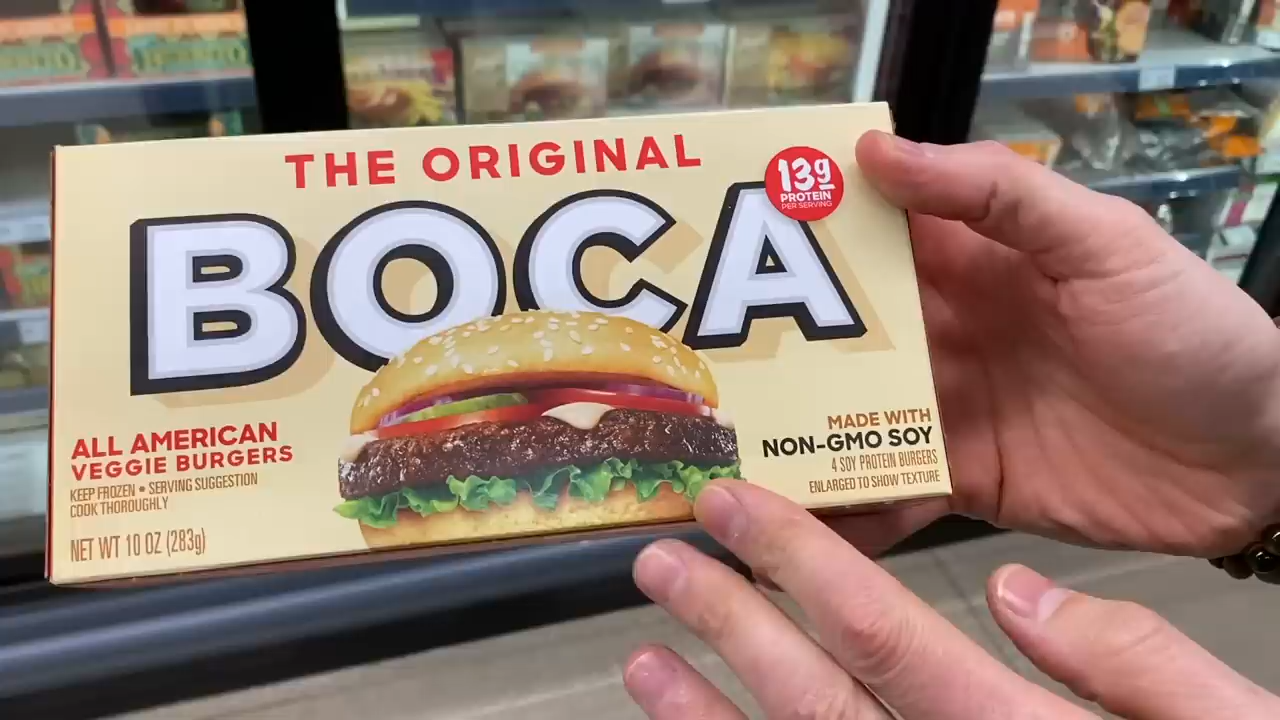 THE ORIGINAL
BOCA
13g
PROTEIN
PER SERVING
ALL AMERICAN
VEGGIE BURGERS
KEEP FROZEN • SERVING SUGGESTION
COOK THOROUGHLY
NET WT 10 OZ (283g)
MADE WITH
NON-GMO SOY
4 SOY PROTEIN BURGERS
ENLARGED TO SHOW TEXTURE